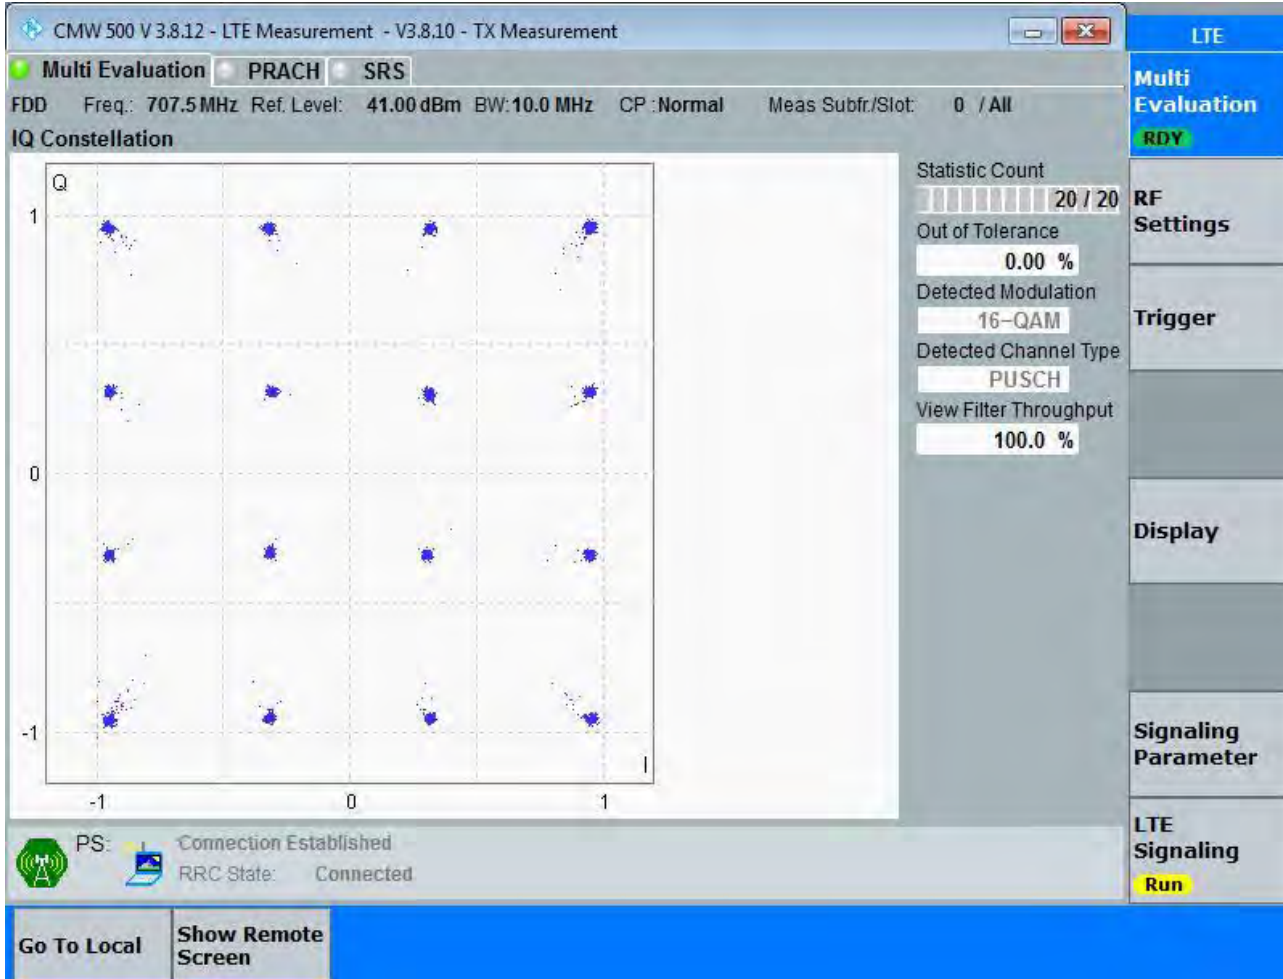 CMW 500 V 3.8.12 - LTE Measurement - V3.8.10 - TX Measurement
LTE
Multi Evaluation PRACH SRS
FDD Freq.: 707.5 MHz Ref. Level: 41.00 dBm BW: 10.0 MHz CP : Normal Meas Subfr./Slot: 0 / All
IQ Constellation
Q
1
0
-1
-1 0 1
I
Statistic Count
20 / 20
Out of Tolerance
0.00 %
Detected Modulation
16-QAM
Detected Channel Type
PUSCH
View Filter Throughput
100.0 %
Multi
Evaluation
RDY
RF
Settings
Trigger
Display
Signaling
Parameter
LTE
Signaling
Run
PS: Connection Established
RRC State: Connected
Go To Local
Show Remote
Screen